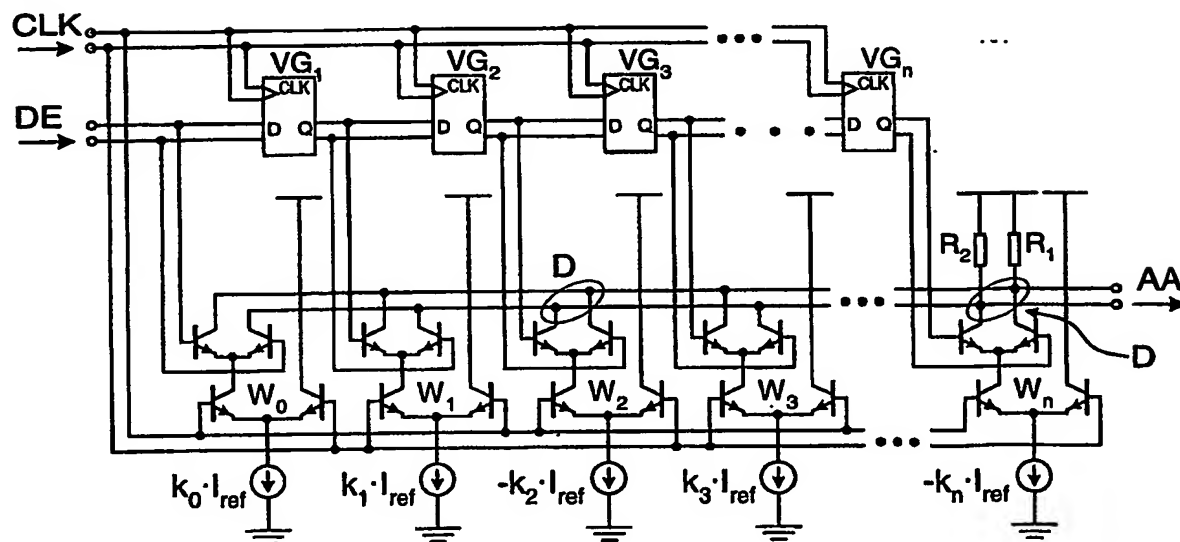 CLK
VG1 VG2 VG3 VGn
CLK CLK CLK CLK
DE
D Q D Q D Q D Q
R2 R1
D
AA
D
W0 W1 W2 W3 Wn
k0·Iref k1·Iref -k2·Iref k3·Iref -kn·Iref